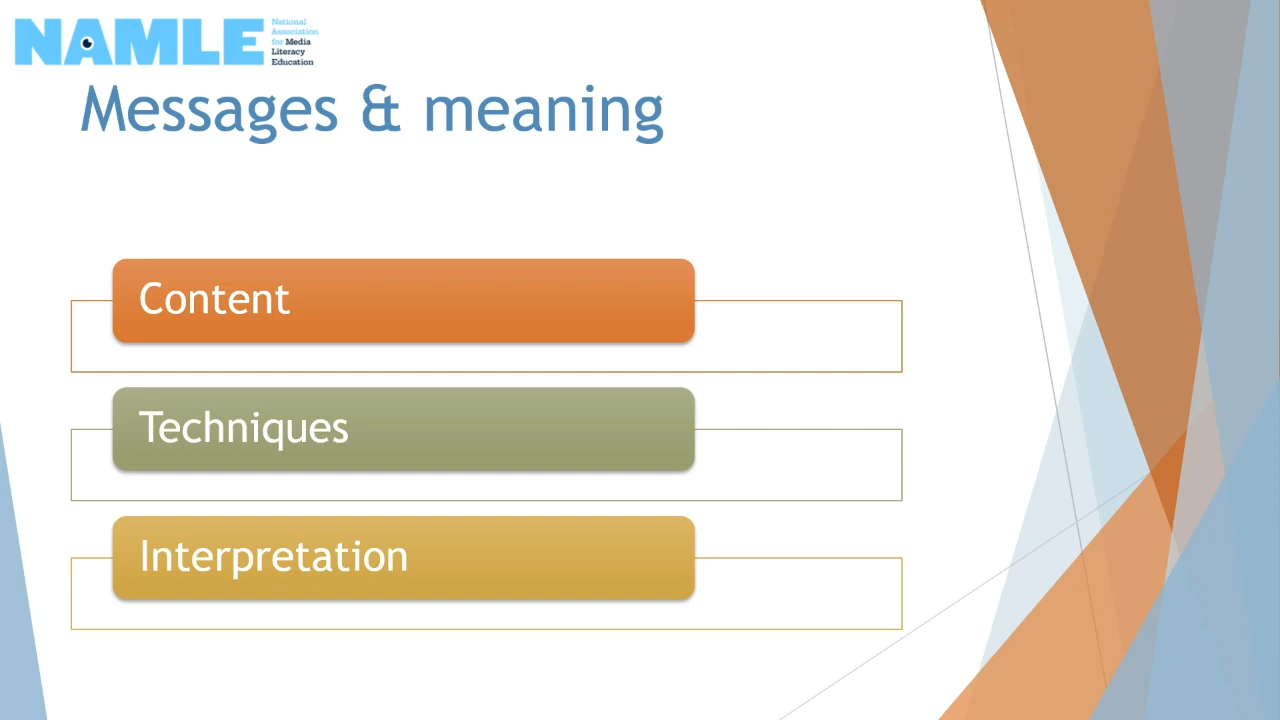 NAMLE
National
Association
for Media
Literacy
Education
Messages & meaning
Content
Techniques
Interpretation